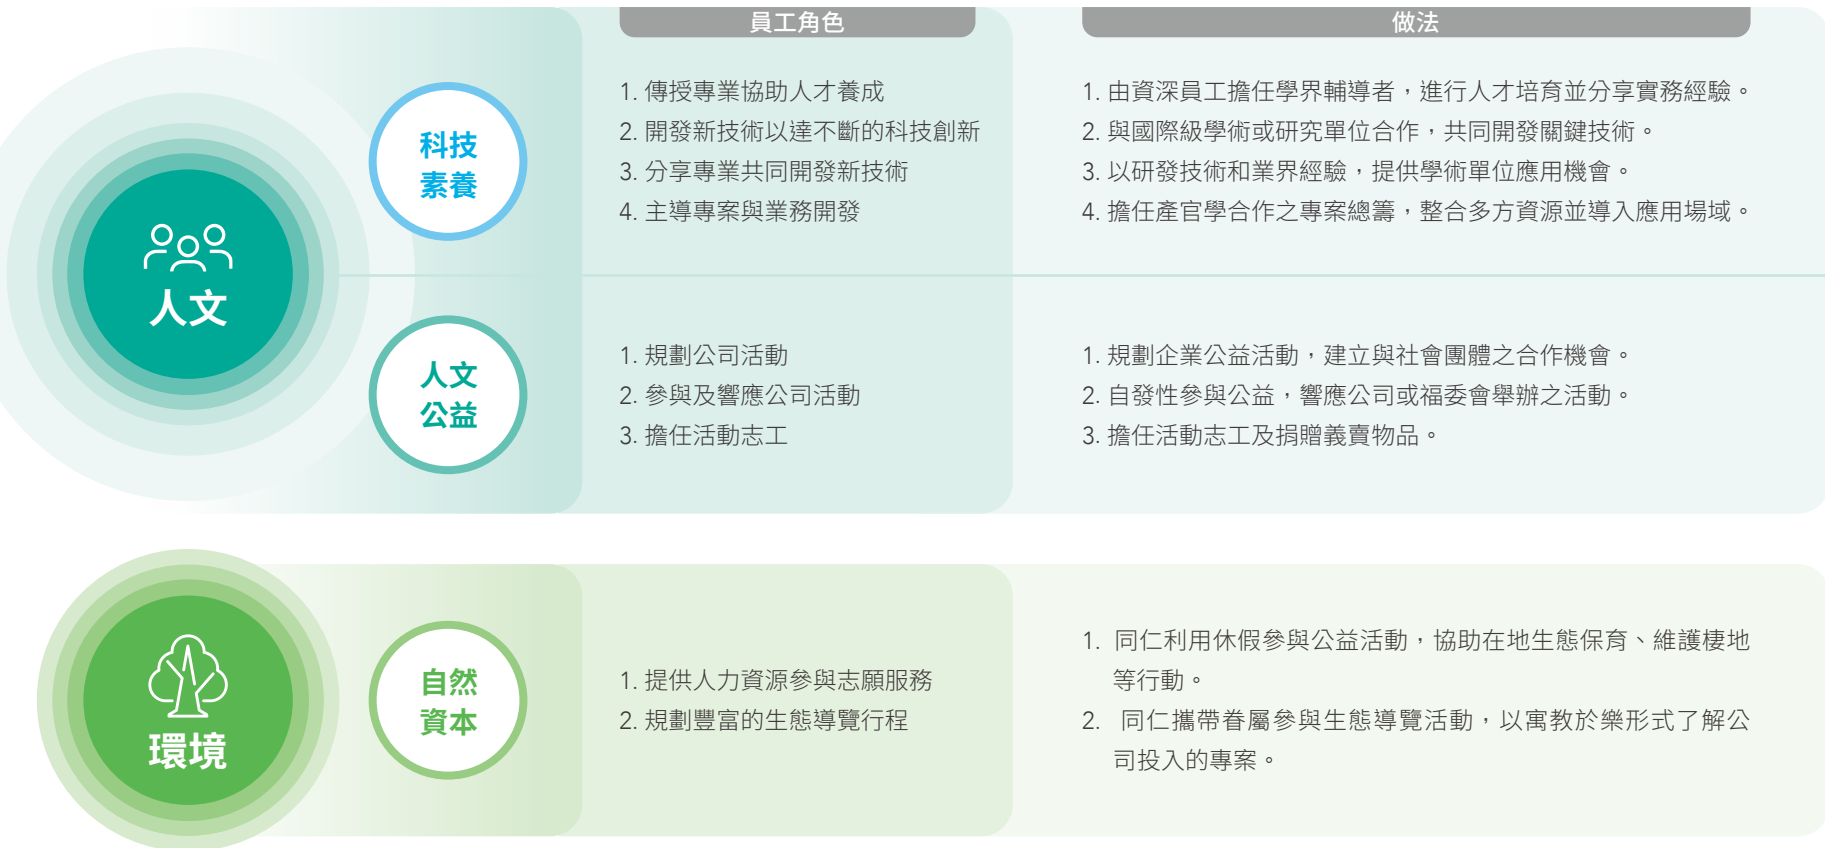 員工角色
做法
人文
科技
素養
1. 傳授專業協助人才養成
2. 開發新技術以達不斷的科技創新
3. 分享專業共同開發新技術
4. 主導專案與業務開發
1. 由資深員工擔任學界輔導者，進行人才培育並分享實務經驗。
2. 與國際級學術或研究單位合作，共同開發關鍵技術。
3. 以研發技術和業界經驗，提供學術單位應用機會。
4. 擔任產官學合作之專案總籌，整合多方資源並導入應用場域。
人文
公益
1. 規劃公司活動
2. 參與及響應公司活動
3. 擔任活動志工
1. 規劃企業公益活動，建立與社會團體之合作機會。
2. 自發性參與公益，響應公司或福委會舉辦之活動。
3. 擔任活動志工及捐贈義賣物品。
環境
自然
資本
1. 提供人力資源參與志願服務
2. 規劃豐富的生態導覽行程
1. 同仁利用休假參與公益活動，協助在地生態保育、維護棲地
等行動。
2. 同仁攜帶眷屬參與生態導覽活動，以寓教於樂形式了解公
司投入的專案。